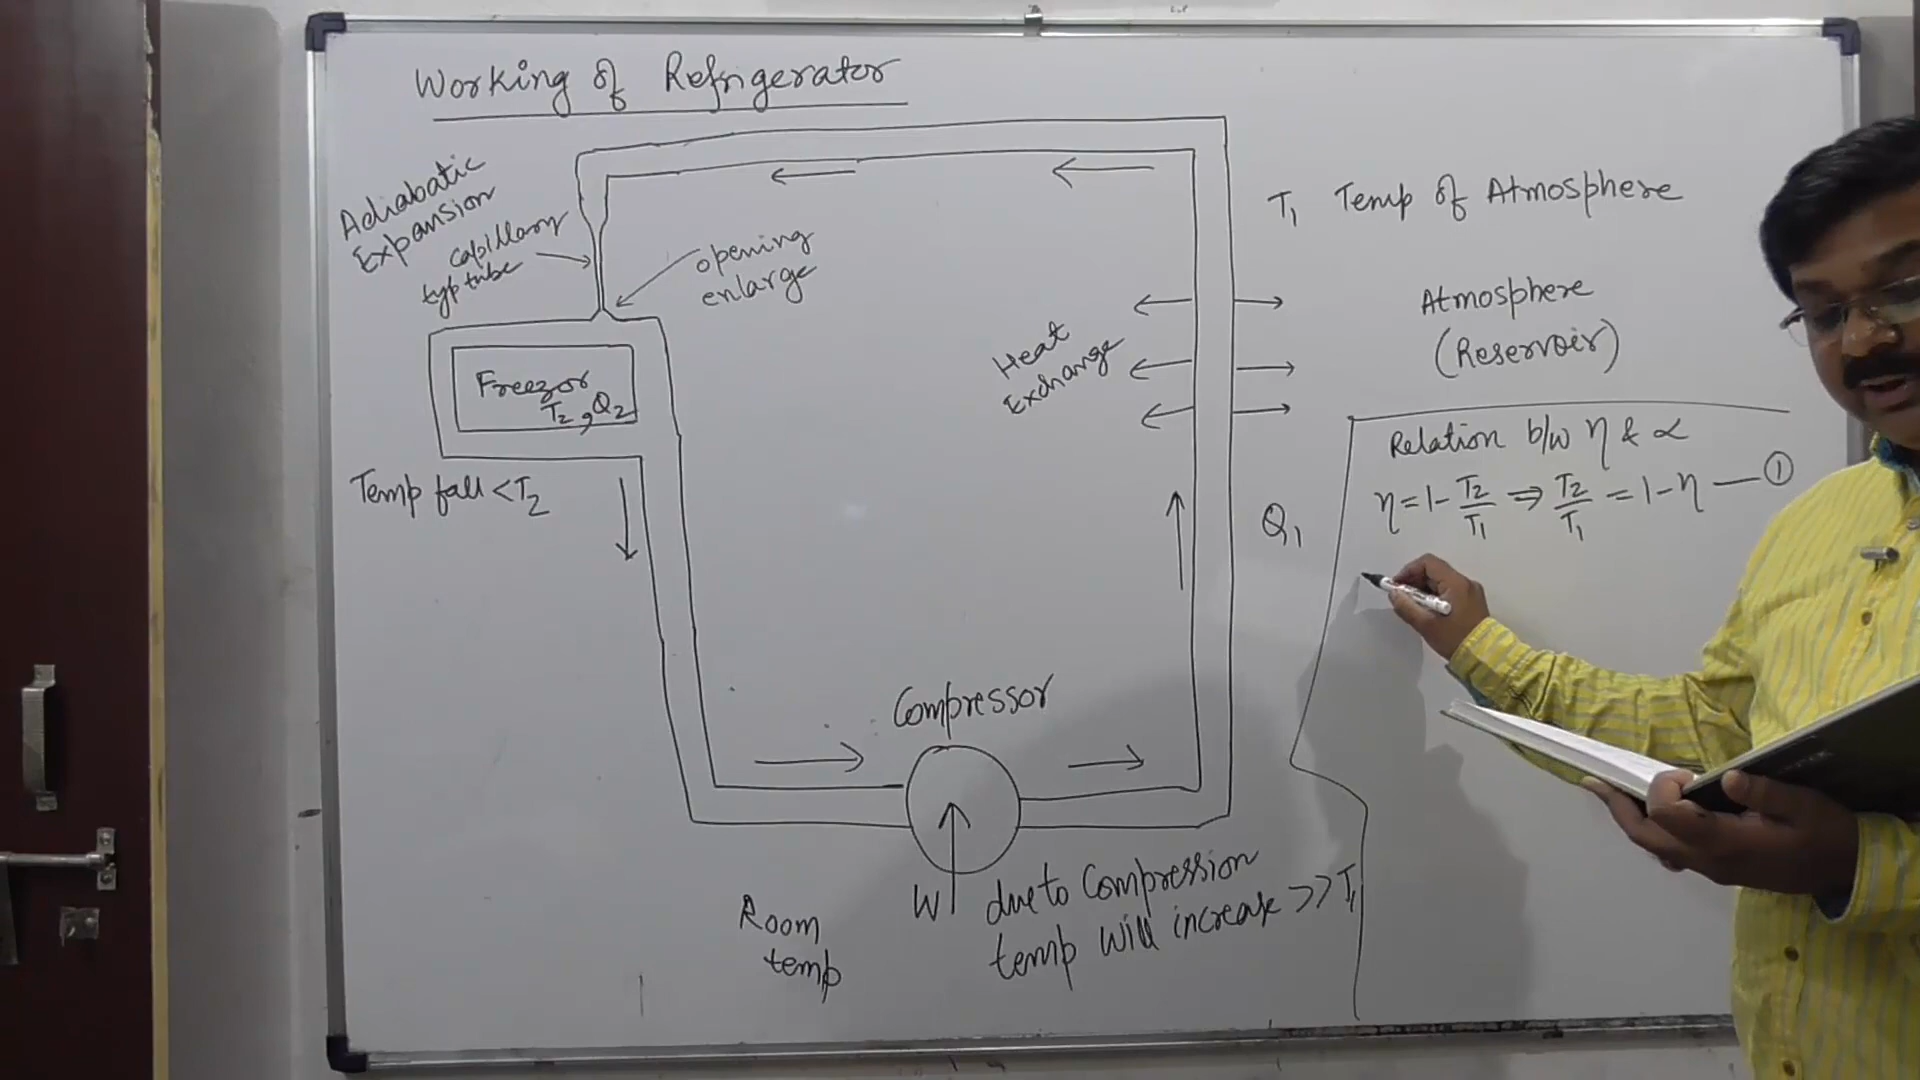 Working of Refrigerator
Adiabatic
Expansion
capillary
typ tube
opening
enlarge
Freezor
T₂, Q₂
Temp fall < T₂
Heat
Exchange
T₁ Temp of Atmosphere
Atmosphere
(Reservoir)
Q₁
Relation b/w η & α
η = 1 - T₂/T₁ ⇒ T₂/T₁ = 1 - η — ①
Compressor
W
Room
temp
due to Compression
temp will increase >> T₁